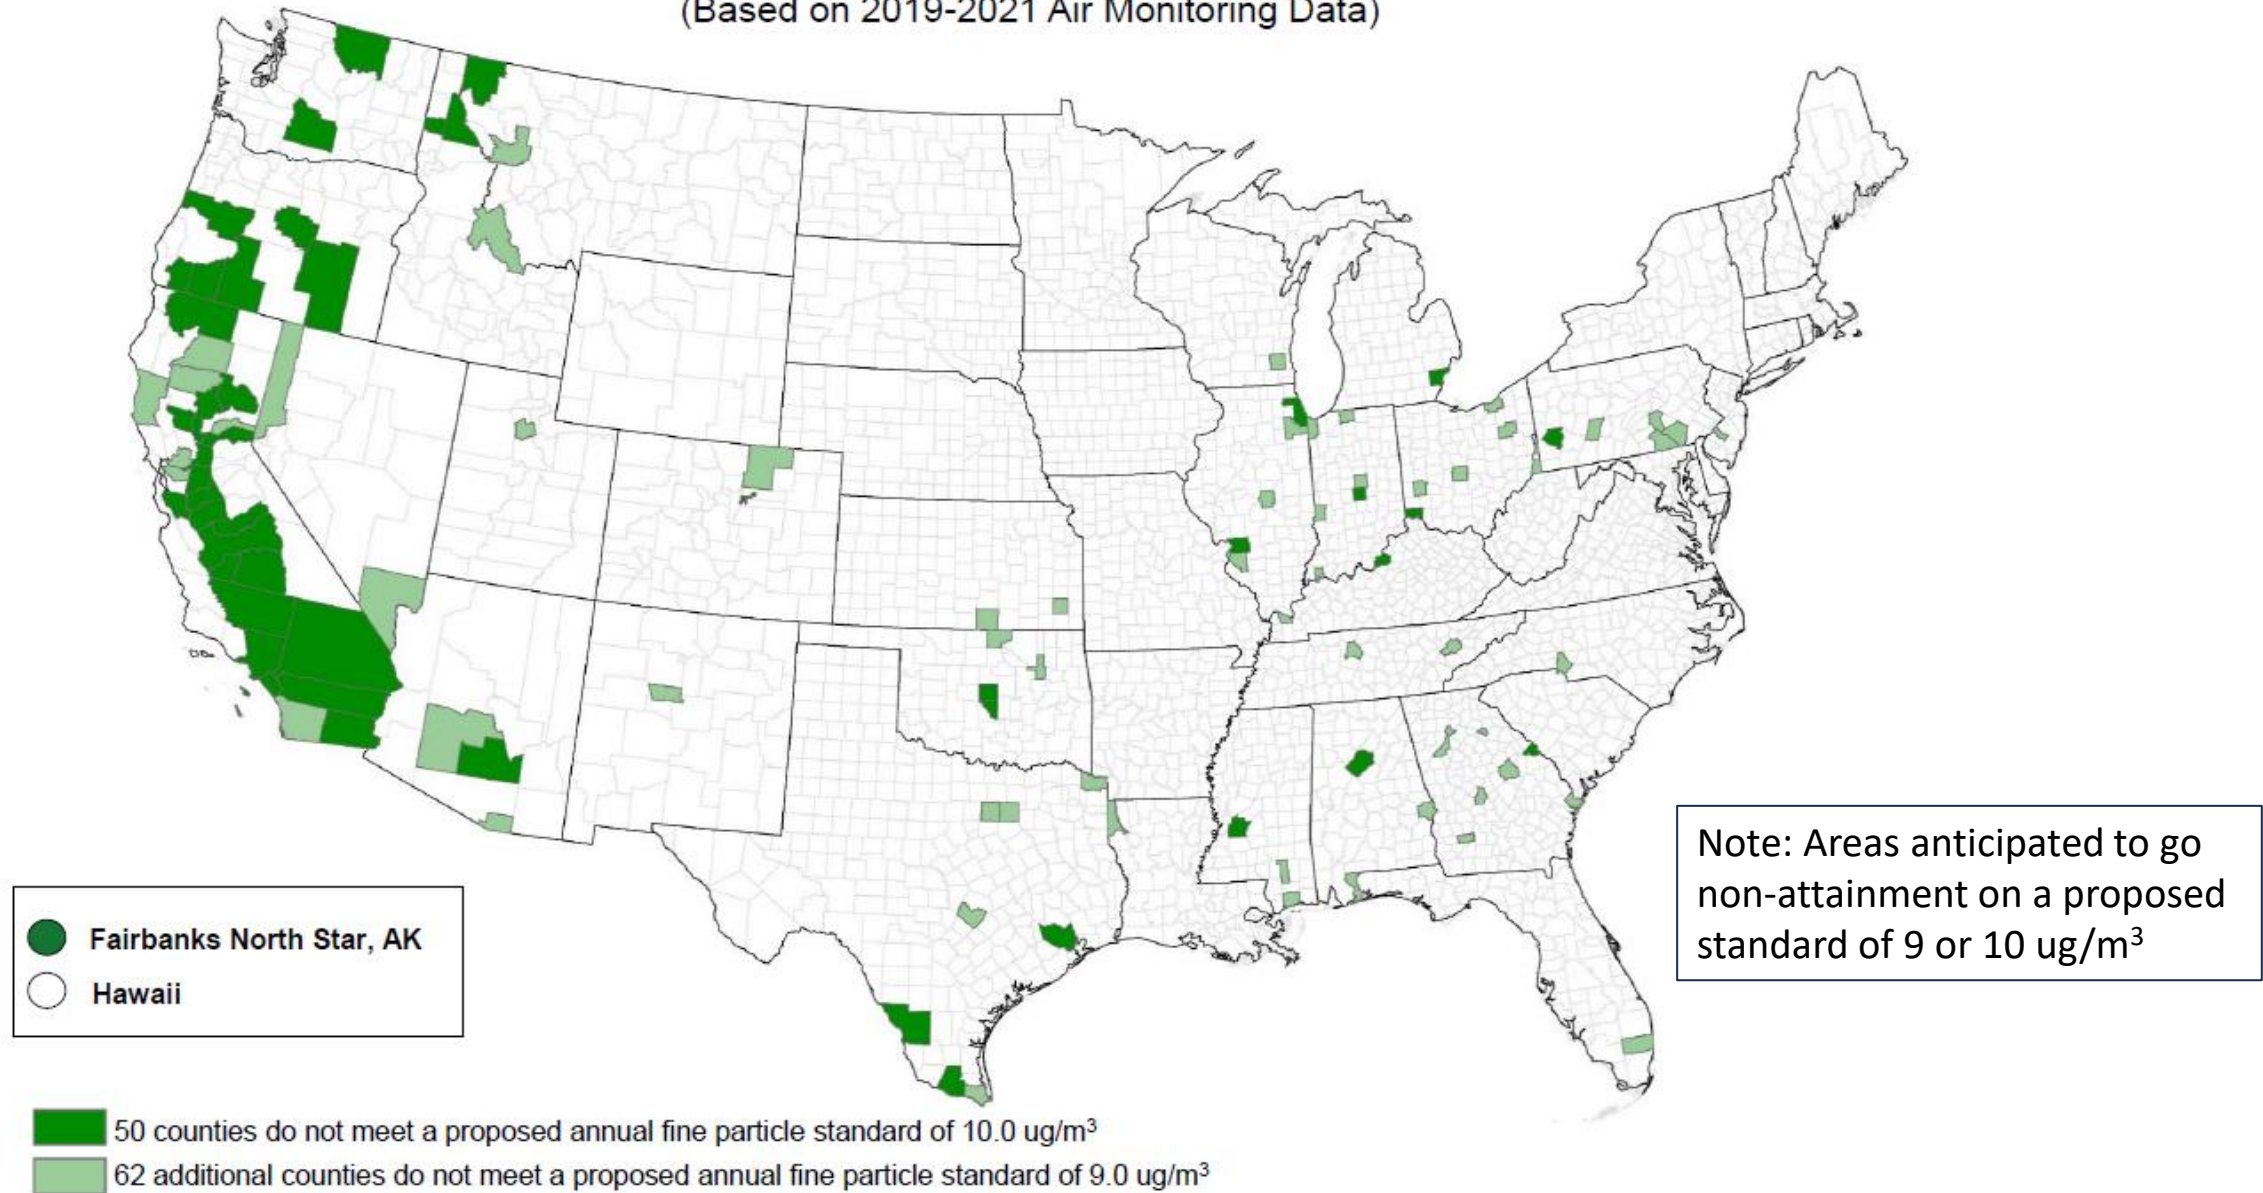 (Based on 2019-2021 Air Monitoring Data)
Note: Areas anticipated to go
non-attainment on a proposed
standard of 9 or 10 ug/m³
Fairbanks North Star, AK
Hawaii
50 counties do not meet a proposed annual fine particle standard of 10.0 ug/m³
62 additional counties do not meet a proposed annual fine particle standard of 9.0 ug/m³